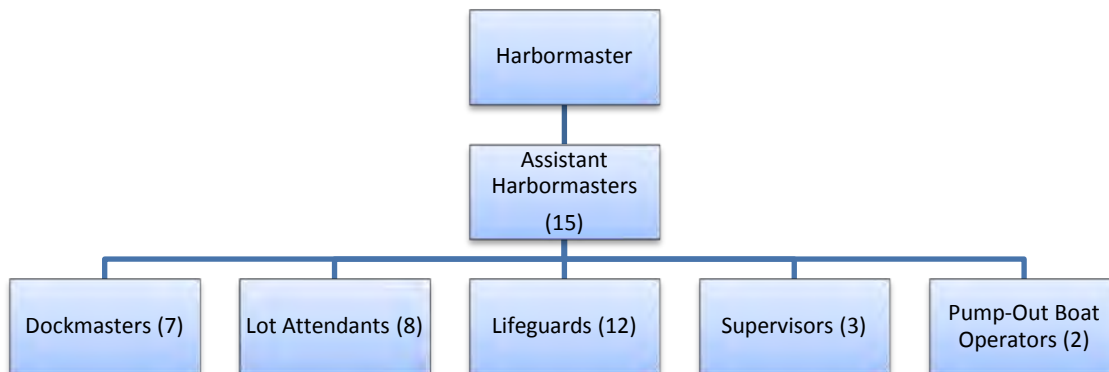 Harbormaster
Assistant
Harbormasters
(15)
Dockmasters (7)
Lot Attendants (8)
Lifeguards (12)
Supervisors (3)
Pump-Out Boat
Operators (2)